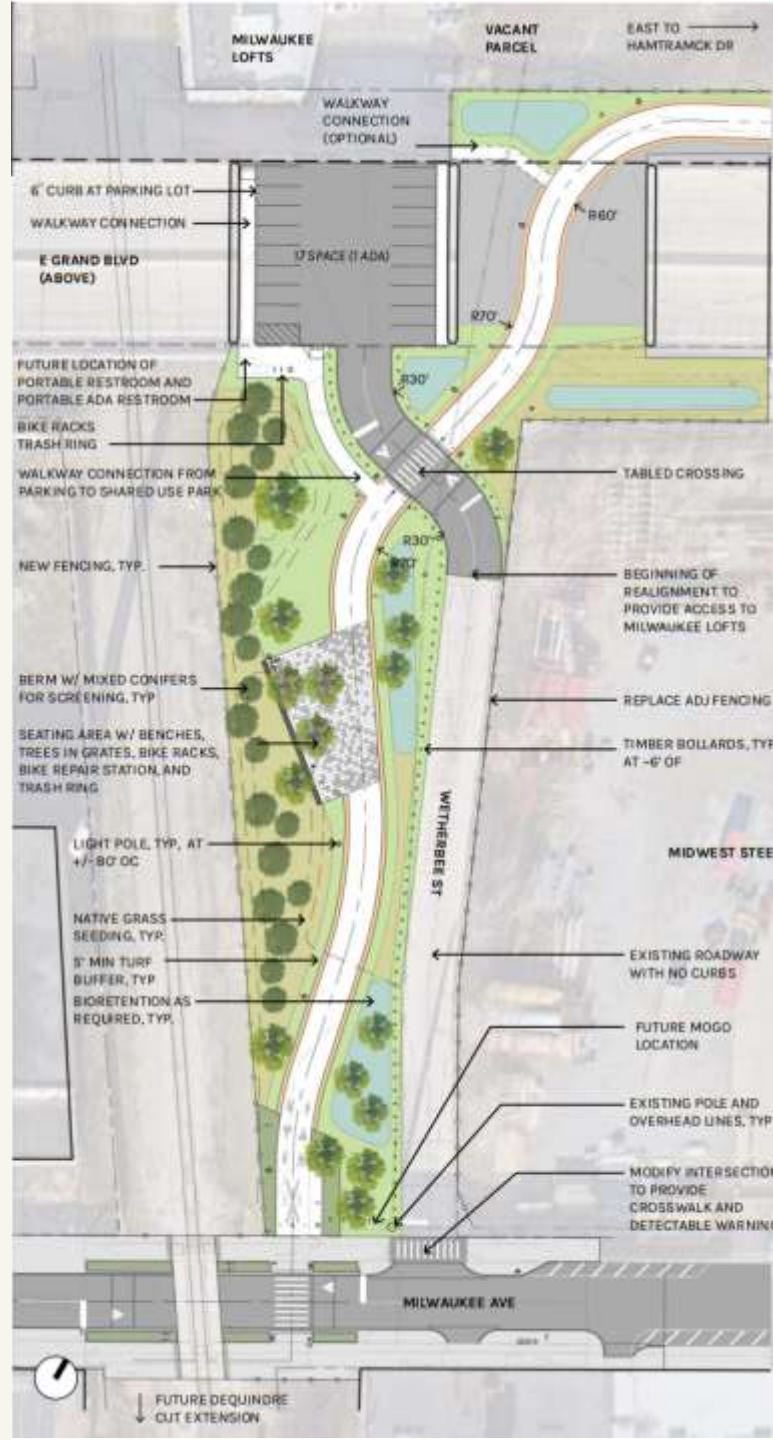 MILWAUKEE
LOFTS
VACANT
PARCEL
EAST TO
HAMTRAMCK DR
WALKWAY
CONNECTION
(OPTIONAL)
6" CURB AT PARKING LOT
WALKWAY CONNECTION
E GRAND BLVD
(ABOVE)
17 SPACE (1 ADA)
R60'
R70'
FUTURE LOCATION OF
PORTABLE RESTROOM AND
PORTABLE ADA RESTROOM
R30'
BIKE RACKS
TRASH RING
WALKWAY CONNECTION FROM
PARKING TO SHARED USE PARK
TABLED CROSSING
R30'
NEW FENCING, TYP.
BEGINNING OF
REALIGNMENT TO
PROVIDE ACCESS TO
MILWAUKEE LOFTS
BERM W/ MIXED CONIFERS
FOR SCREENING, TYP
REPLACE ADJ FENCING
SEATING AREA W/ BENCHES,
TREES IN GRATES, BIKE RACKS,
BIKE REPAIR STATION, AND
TRASH RING
TIMBER BOLLARDS, TYP
AT ~6' OF
WETHERBEE ST
LIGHT POLE, TYP, AT
+/- 80' OC
MIDWEST STEE
NATIVE GRASS
SEEDING, TYP.
5' MIN TURF
BUFFER, TYP
EXISTING ROADWAY
WITH NO CURBS
BIORETENTION AS
REQUIRED, TYP.
FUTURE MOGO
LOCATION
EXISTING POLE AND
OVERHEAD LINES, TYP
MODIFY INTERSECTION
TO PROVIDE
CROSSWALK AND
DETECTABLE WARNING
MILWAUKEE AVE
FUTURE DEQUINDRE
CUT EXTENSION